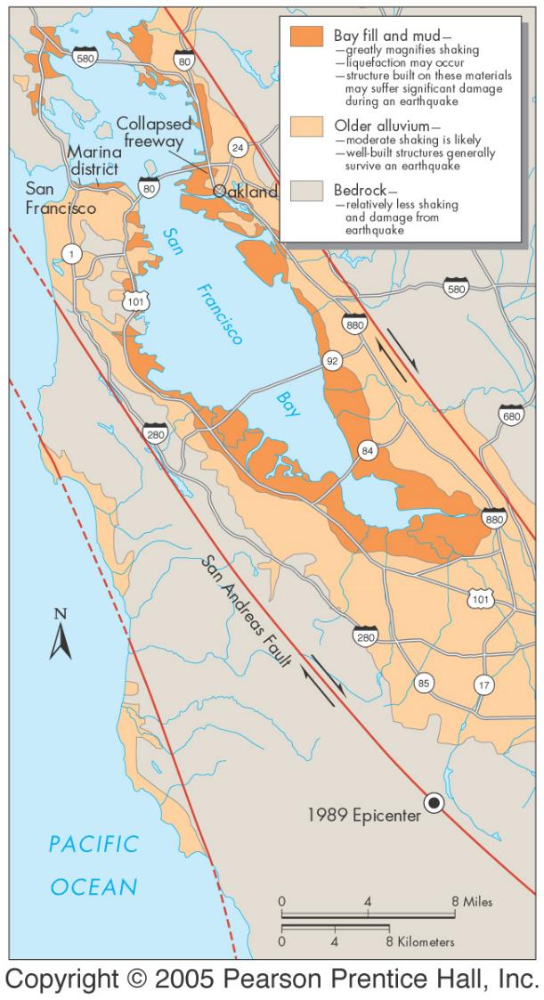 Bay fill and mud—
—greatly magnifies shaking
—liquefaction may occur
—structure built on these materials
may suffer significant damage
during an earthquake
Older alluvium—
—moderate shaking is likely
—well-built structures generally
survive an earthquake
Bedrock—
—relatively less shaking
and damage from
earthquake
580
80
Collapsed
freeway
24
Marina
district
80
San
Francisco
Oakland
1
San
Francisco
Bay
101
580
880
92
680
280
84
880
San Andreas Fault
101
N
280
85
17
1989 Epicenter
PACIFIC
OCEAN
0 4 8 Miles
0 4 8 Kilometers
Copyright © 2005 Pearson Prentice Hall, Inc.